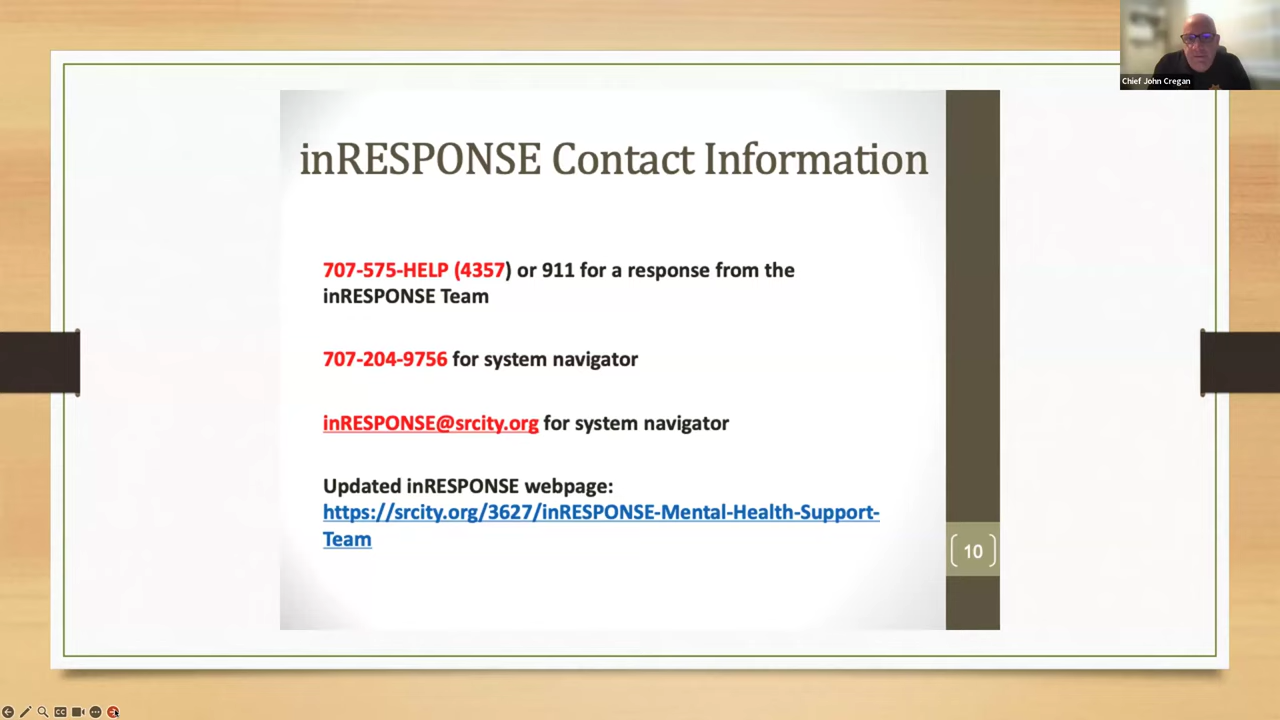 Chief John Cregan
inRESPONSE Contact Information
707-575-HELP (4357) or 911 for a response from the
inRESPONSE Team
707-204-9756 for system navigator
inRESPONSE@srcity.org for system navigator
Updated inRESPONSE webpage:
https://srcity.org/3627/inRESPONSE-Mental-Health-Support-
Team
10
CC